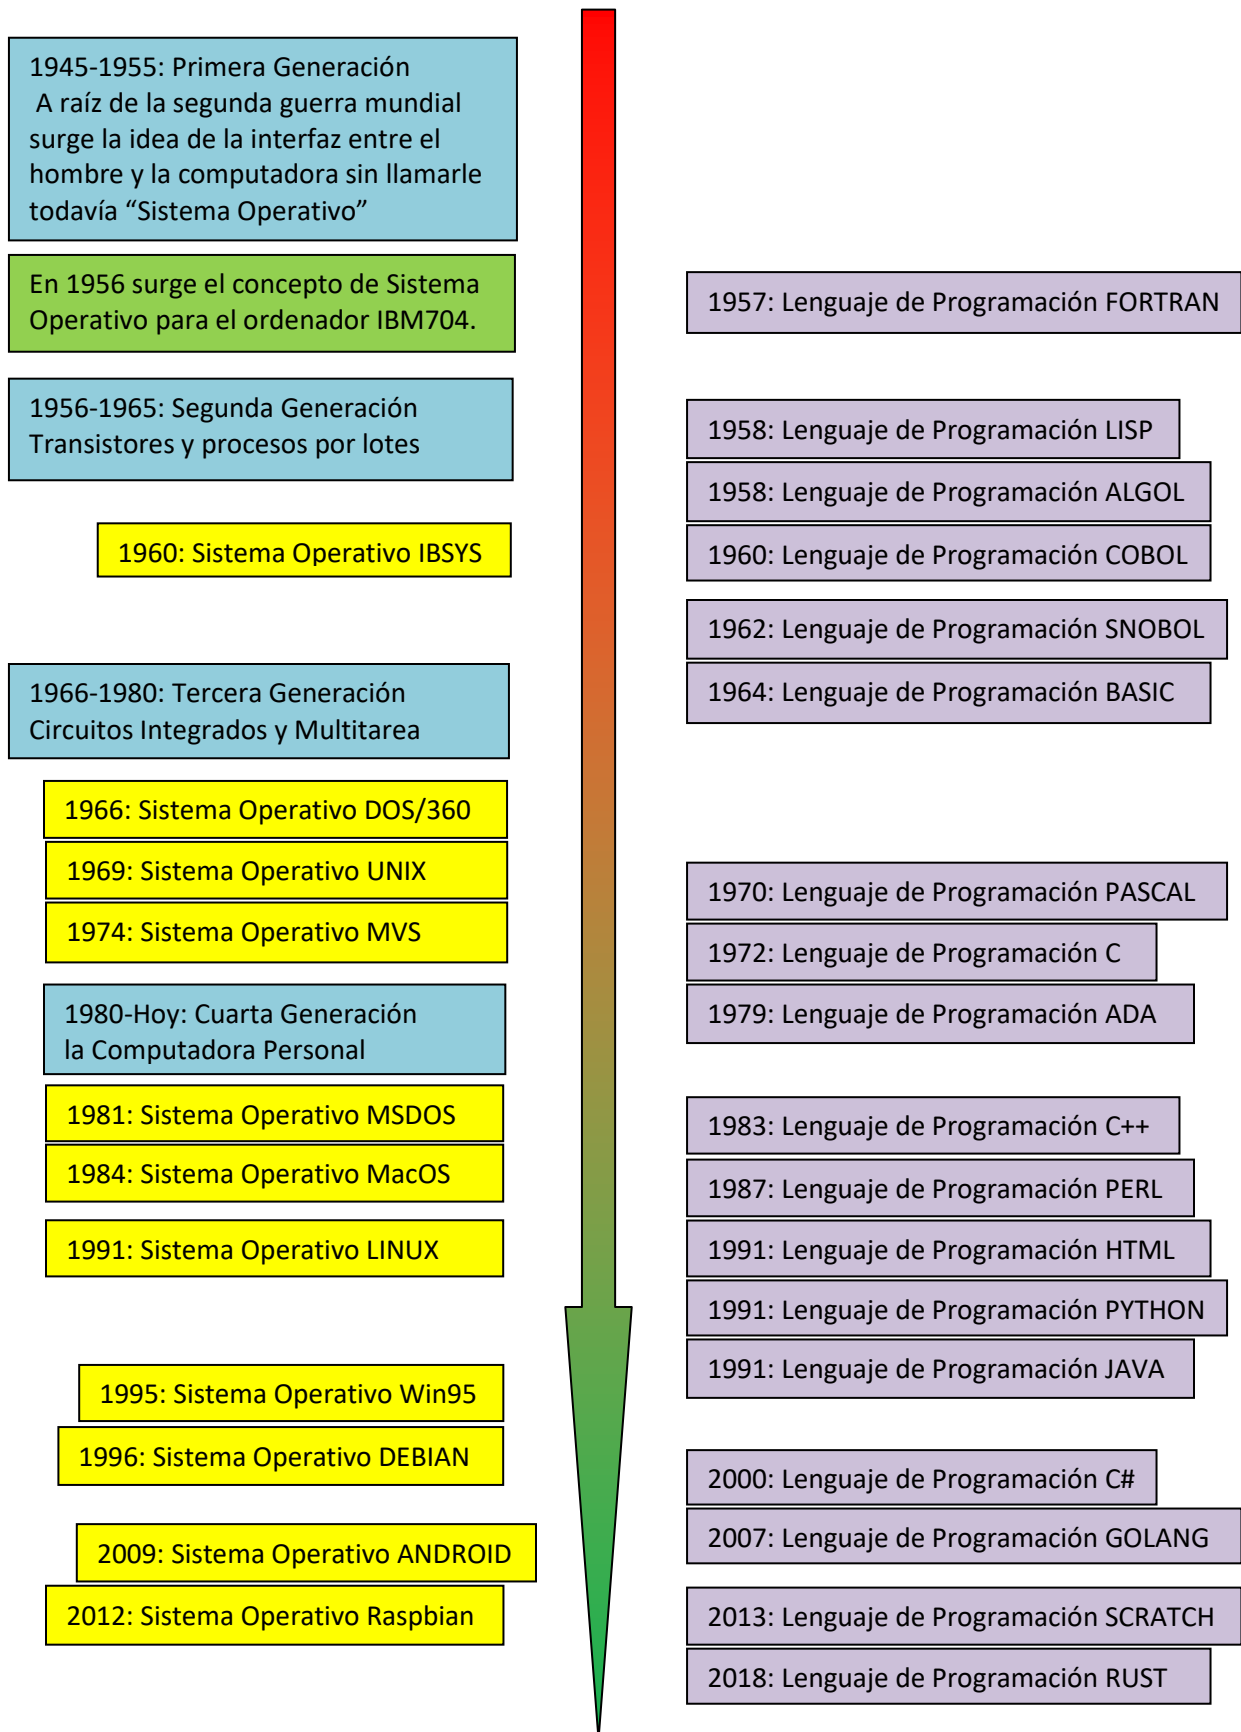 1945-1955: Primera Generación
A raíz de la segunda guerra mundial
surge la idea de la interfaz entre el
hombre y la computadora sin llamarle
todavía “Sistema Operativo”
En 1956 surge el concepto de Sistema
Operativo para el ordenador IBM704.
1956-1965: Segunda Generación
Transistores y procesos por lotes
1960: Sistema Operativo IBSYS
1966-1980: Tercera Generación
Circuitos Integrados y Multitarea
1966: Sistema Operativo DOS/360
1969: Sistema Operativo UNIX
1974: Sistema Operativo MVS
1980-Hoy: Cuarta Generación
la Computadora Personal
1981: Sistema Operativo MSDOS
1984: Sistema Operativo MacOS
1991: Sistema Operativo LINUX
1995: Sistema Operativo Win95
1996: Sistema Operativo DEBIAN
2009: Sistema Operativo ANDROID
2012: Sistema Operativo Raspbian
1957: Lenguaje de Programación FORTRAN
1958: Lenguaje de Programación LISP
1958: Lenguaje de Programación ALGOL
1960: Lenguaje de Programación COBOL
1962: Lenguaje de Programación SNOBOL
1964: Lenguaje de Programación BASIC
1970: Lenguaje de Programación PASCAL
1972: Lenguaje de Programación C
1979: Lenguaje de Programación ADA
1983: Lenguaje de Programación C++
1987: Lenguaje de Programación PERL
1991: Lenguaje de Programación HTML
1991: Lenguaje de Programación PYTHON
1991: Lenguaje de Programación JAVA
2000: Lenguaje de Programación C#
2007: Lenguaje de Programación GOLANG
2013: Lenguaje de Programación SCRATCH
2018: Lenguaje de Programación RUST